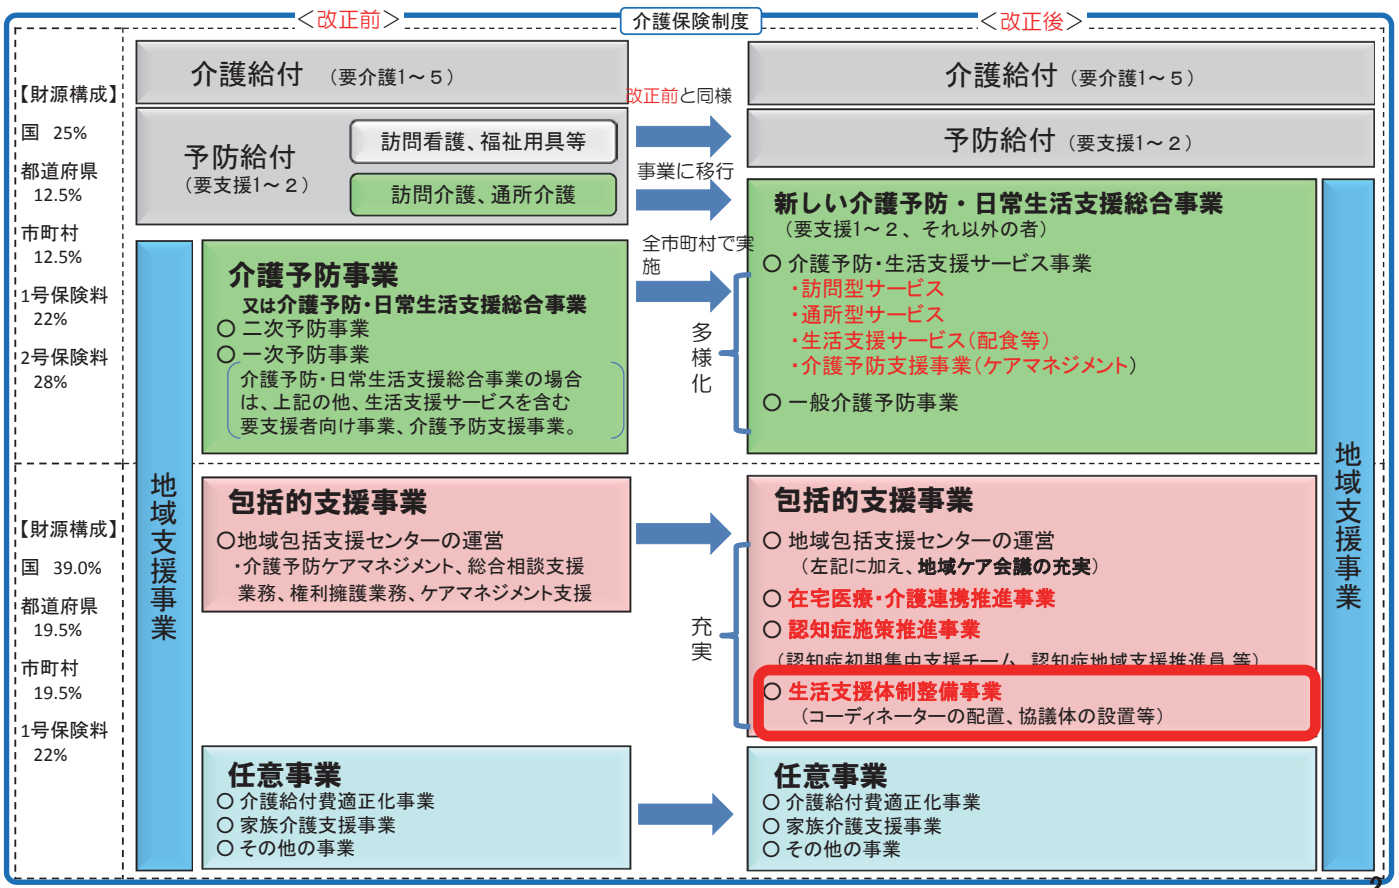 介護保険制度
<改正前>
<改正後>
【財源構成】
国 25%
都道府県
12.5%
市町村
12.5%
1号保険料
22%
2号保険料
28%
【財源構成】
国 39.0%
都道府県
19.5%
市町村
19.5%
1号保険料
22%
介護給付 (要介護1~5)
予防給付
(要支援1~2)
訪問看護、福祉用具等
訪問介護、通所介護
地域支援事業
介護予防事業
又は介護予防・日常生活支援総合事業
○ 二次予防事業
○ 一次予防事業
介護予防・日常生活支援総合事業の場合
は、上記の他、生活支援サービスを含む
要支援者向け事業、介護予防支援事業。
包括的支援事業
○地域包括支援センターの運営
・介護予防ケアマネジメント、総合相談支援
業務、権利擁護業務、ケアマネジメント支援
任意事業
○ 介護給付費適正化事業
○ 家族介護支援事業
○ その他の事業
改正前と同様
事業に移行
全市町村で実
施
多様化
充実
介護給付 (要介護1~5)
予防給付 (要支援1~2)
新しい介護予防・日常生活支援総合事業
(要支援1~2、それ以外の者)
○ 介護予防・生活支援サービス事業
・訪問型サービス
・通所型サービス
・生活支援サービス(配食等)
・介護予防支援事業(ケアマネジメント)
○ 一般介護予防事業
包括的支援事業
○ 地域包括支援センターの運営
(左記に加え、地域ケア会議の充実)
○ 在宅医療・介護連携推進事業
○ 認知症施策推進事業
(認知症初期集中支援チーム、認知症地域支援推進員 等)
○ 生活支援体制整備事業
(コーディネーターの配置、協議体の設置等)
任意事業
○ 介護給付費適正化事業
○ 家族介護支援事業
○ その他の事業
地域支援事業